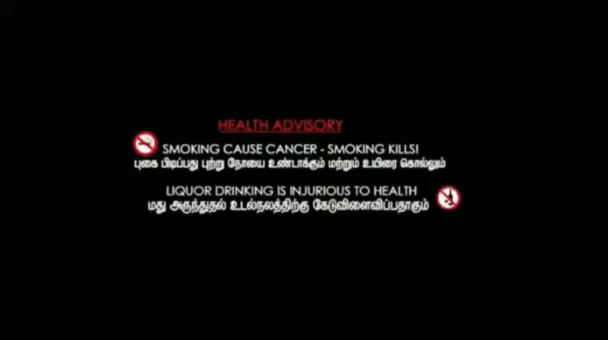 HEALTH ADVISORY
SMOKING CAUSE CANCER - SMOKING KILLS!
புகை பிடிப்பது புற்று நோயை உண்டாக்கும் மற்றும் உயிரை கொல்லும்
LIQUOR DRINKING IS INJURIOUS TO HEALTH
மது அருந்துதல் உடல்நலத்திற்கு கேடுவிளைவிப்பதாகும்